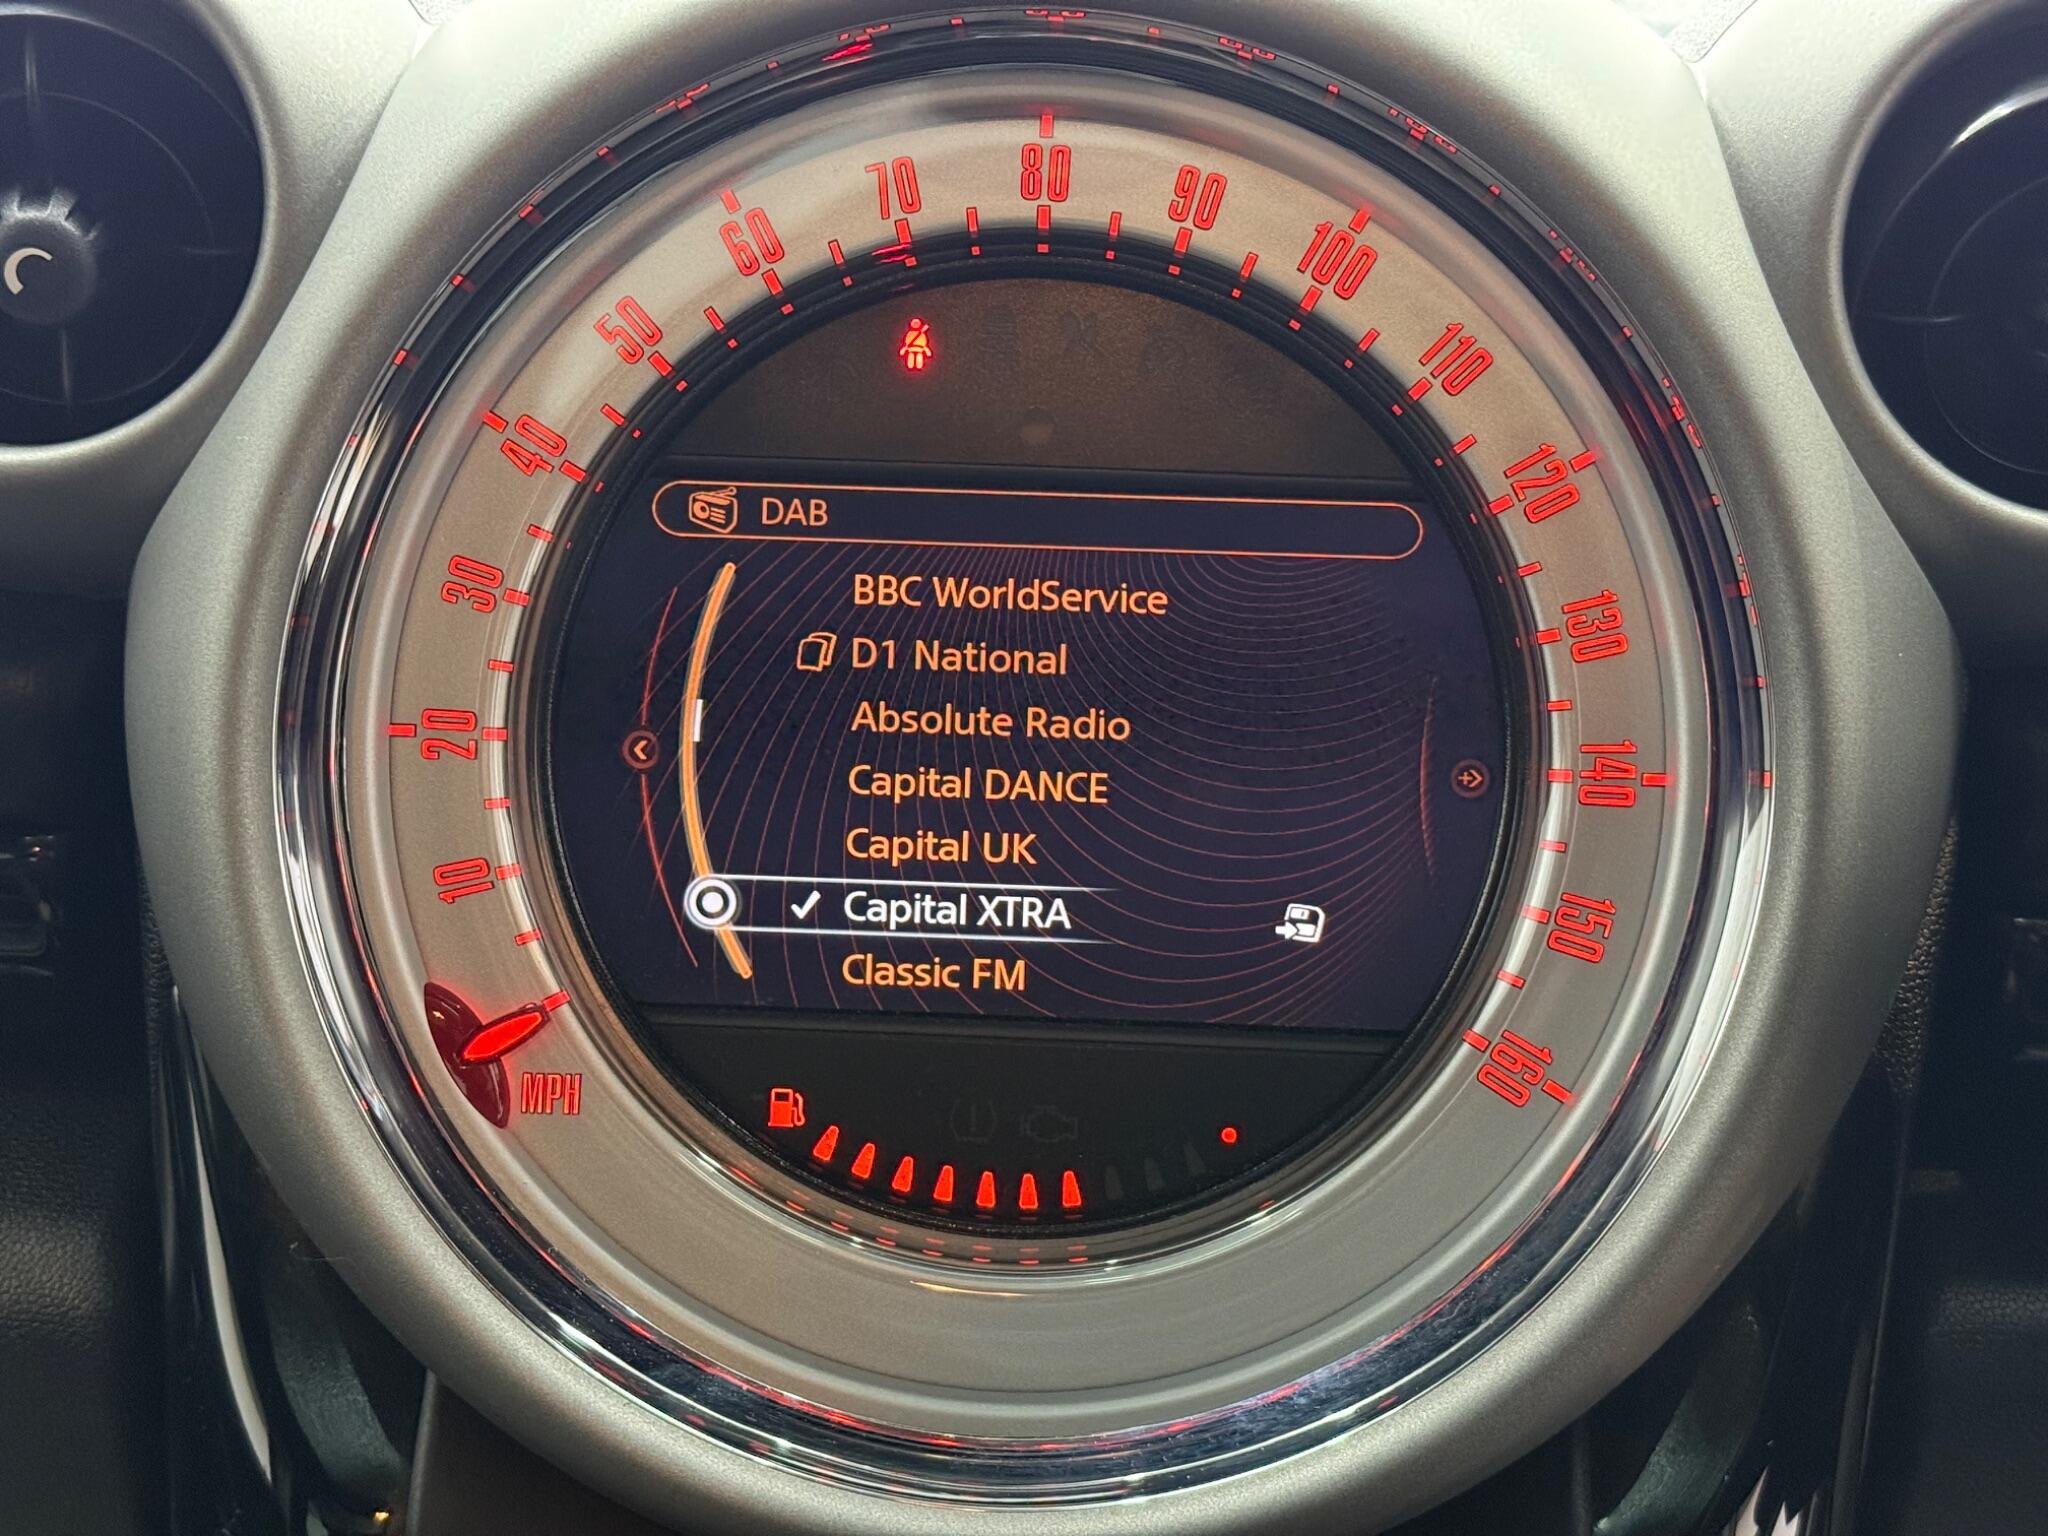 10
20
30
40
50
60
70
80
90
100
110
120
130
140
150
160
MPH
DAB
BBC WorldService
D1 National
Absolute Radio
Capital DANCE
Capital UK
Capital XTRA
Classic FM